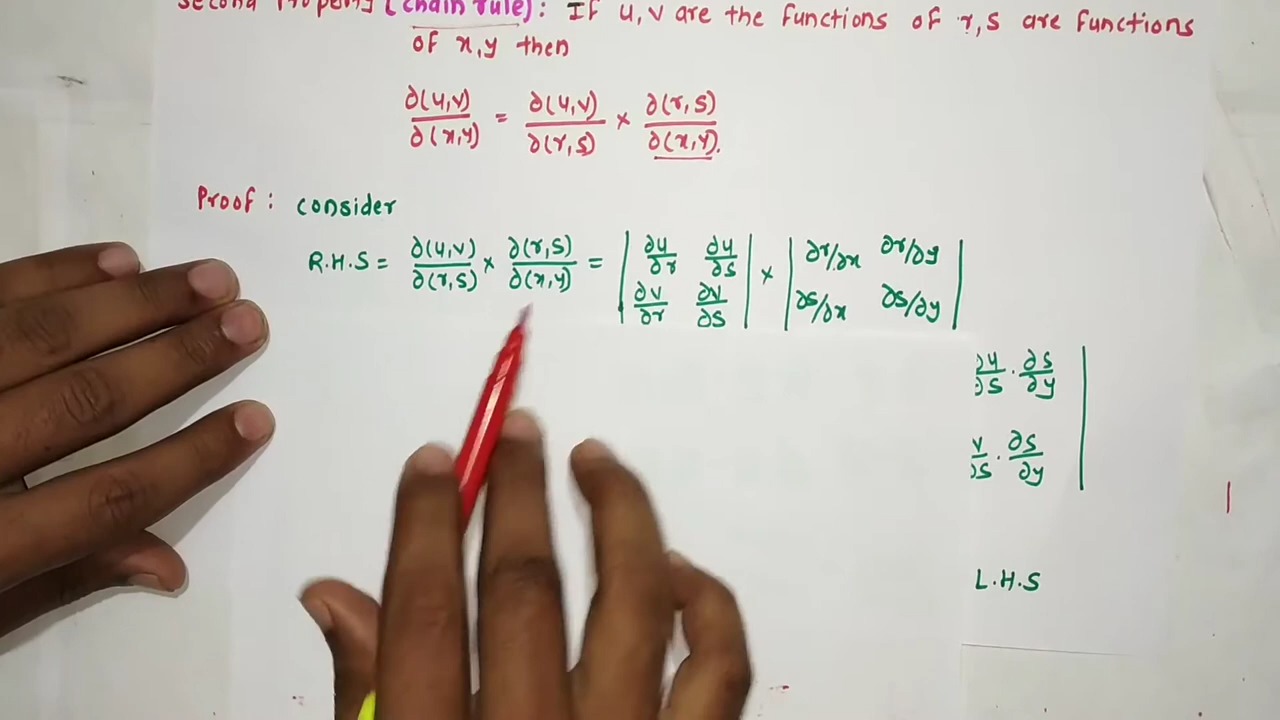 Second Property (chain rule): If u,v are the functions of r,s are functions
of x,y then
∂(u,v)/∂(x,y) = ∂(u,v)/∂(r,s) × ∂(r,s)/∂(x,y).
Proof: consider
R.H.S = ∂(u,v)/∂(r,s) × ∂(r,s)/∂(x,y) = | ∂u/∂r ∂u/∂s | × | ∂r/∂x ∂r/∂y |
| ∂v/∂r ∂v/∂s | | ∂s/∂x ∂s/∂y |
∂u/∂s · ∂s/∂y |
v/∂s · ∂s/∂y |
L.H.S